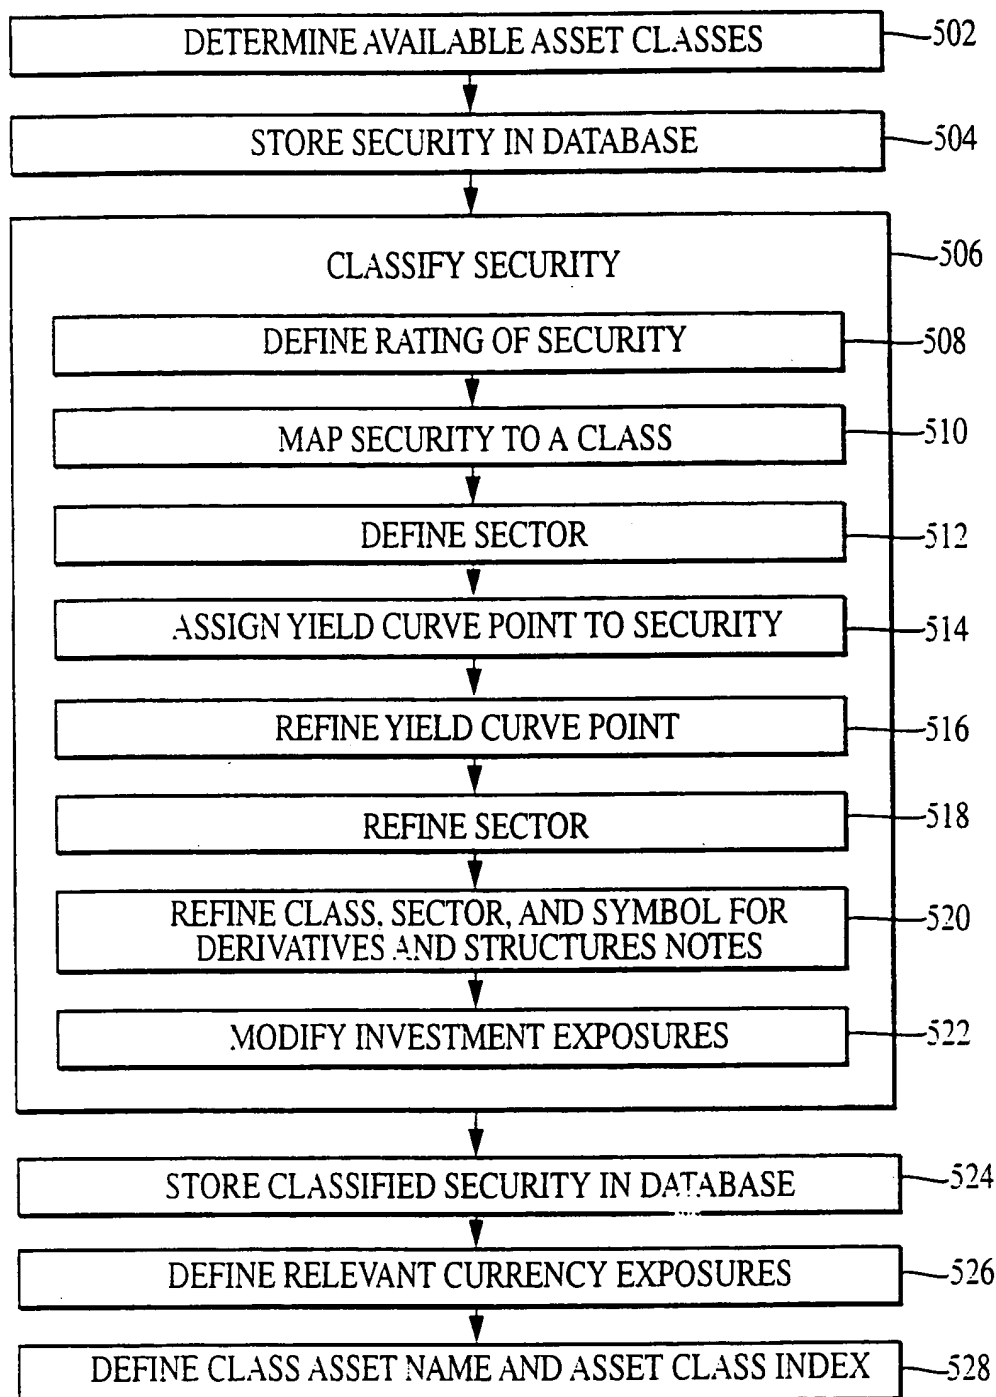 DETERMINE AVAILABLE ASSET CLASSES
502
STORE SECURITY IN DATABASE
504
CLASSIFY SECURITY
506
DEFINE RATING OF SECURITY
508
MAP SECURITY TO A CLASS
510
DEFINE SECTOR
512
ASSIGN YIELD CURVE POINT TO SECURITY
514
REFINE YIELD CURVE POINT
516
REFINE SECTOR
518
REFINE CLASS, SECTOR, AND SYMBOL FOR
DERIVATIVES AND STRUCTURES NOTES
520
MODIFY INVESTMENT EXPOSURES
522
STORE CLASSIFIED SECURITY IN DATABASE
524
DEFINE RELEVANT CURRENCY EXPOSURES
526
DEFINE CLASS ASSET NAME AND ASSET CLASS INDEX
528